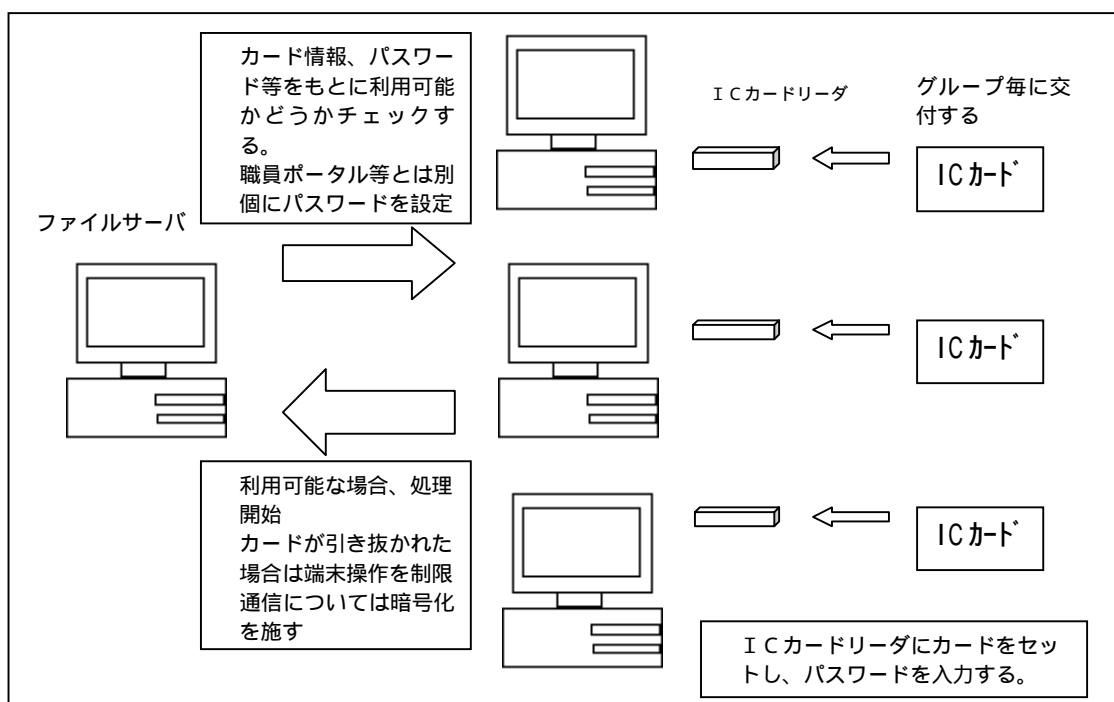 カード情報、パスワー
ド等をもとに利用可能
かどうかチェックす
る。
職員ポータル等とは別
個にパスワードを設定
ＩＣカードリーダ
グループ毎に交
付する
ICｶｰﾄﾞ
ファイルサーバ
ICｶｰﾄﾞ
利用可能な場合、処理
開始
カードが引き抜かれた
場合は端末操作を制限
通信については暗号化
を施す
ICｶｰﾄﾞ
ＩＣカードリーダにカードをセッ
トし、パスワードを入力する。